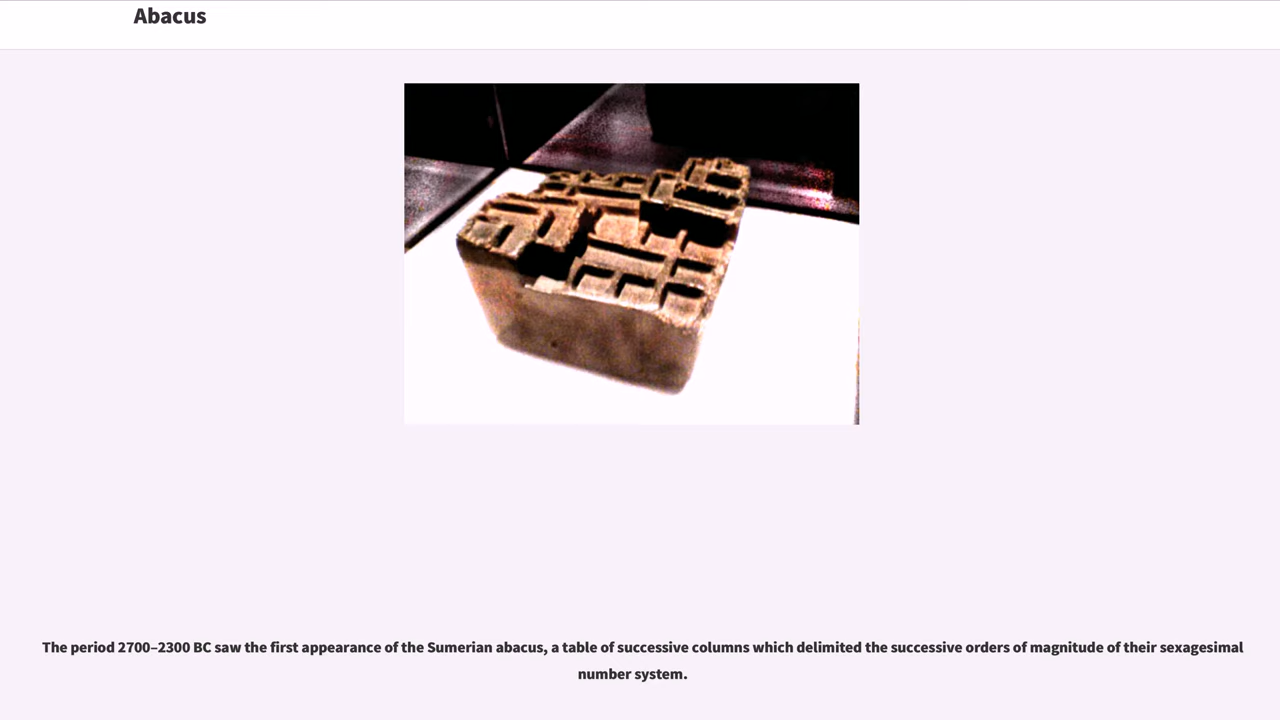 Abacus
The period 2700–2300 BC saw the first appearance of the Sumerian abacus, a table of successive columns which delimited the successive orders of magnitude of their sexagesimal
number system.